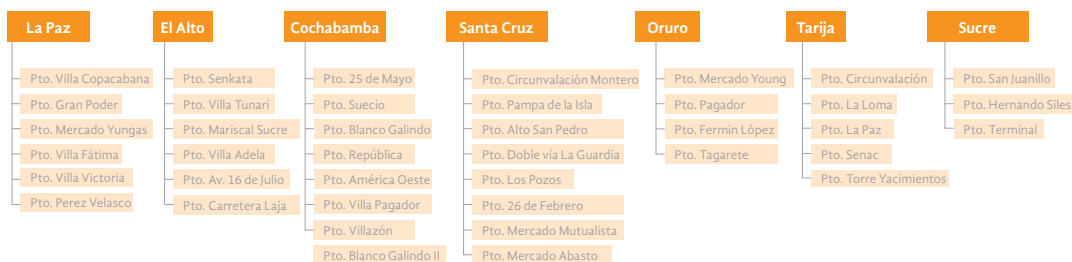 La Paz
Pto. Villa Copacabana
Pto. Gran Poder
Pto. Mercado Yungas
Pto. Villa Fátima
Pto. Villa Victoria
Pto. Perez Velasco
El Alto
Pto. Senkata
Pto. Villa Tunari
Pto. Mariscal Sucre
Pto. Villa Adela
Pto. Av. 16 de Julio
Pto. Carretera Laja
Cochabamba
Pto. 25 de Mayo
Pto. Suecio
Pto. Blanco Galindo
Pto. República
Pto. América Oeste
Pto. Villa Pagador
Pto. Villazón
Pto. Blanco Galindo II
Santa Cruz
Pto. Circunvalación Montero
Pto. Pampa de la Isla
Pto. Alto San Pedro
Pto. Doble vía La Guardia
Pto. Los Pozos
Pto. 26 de Febrero
Pto. Mercado Mutualista
Pto. Mercado Abasto
Oruro
Pto. Mercado Young
Pto. Pagador
Pto. Fermin López
Pto. Tagarete
Tarija
Pto. Circunvalación
Pto. La Loma
Pto. La Paz
Pto. Senac
Pto. Torre Yacimientos
Sucre
Pto. San Juanillo
Pto. Hernando Siles
Pto. Terminal